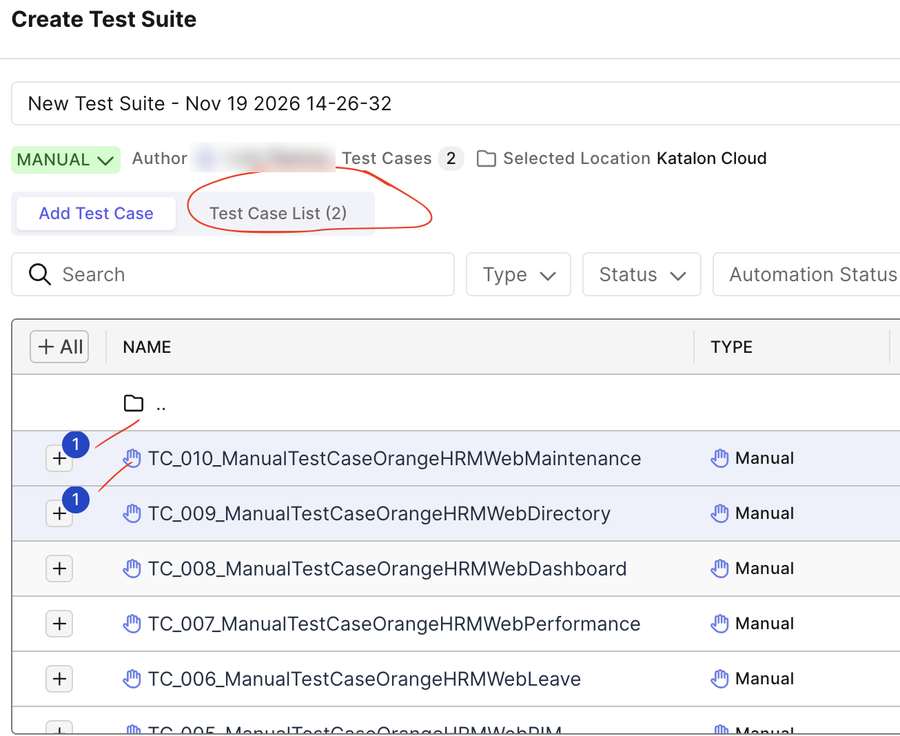 Create Test Suite
New Test Suite - Nov 19 2026 14-26-32
MANUAL Author Test Cases 2 Selected Location Katalon Cloud
Add Test Case Test Case List (2)
Search Type Status Automation Status
+ All NAME TYPE
..
+ 1 TC_010_ManualTestCaseOrangeHRMWebMaintenance Manual
+ 1 TC_009_ManualTestCaseOrangeHRMWebDirectory Manual
+ TC_008_ManualTestCaseOrangeHRMWebDashboard Manual
+ TC_007_ManualTestCaseOrangeHRMWebPerformance Manual
+ TC_006_ManualTestCaseOrangeHRMWebLeave Manual
+ TC_005_ManualTestCaseOrangeHRMWebPIM Manual